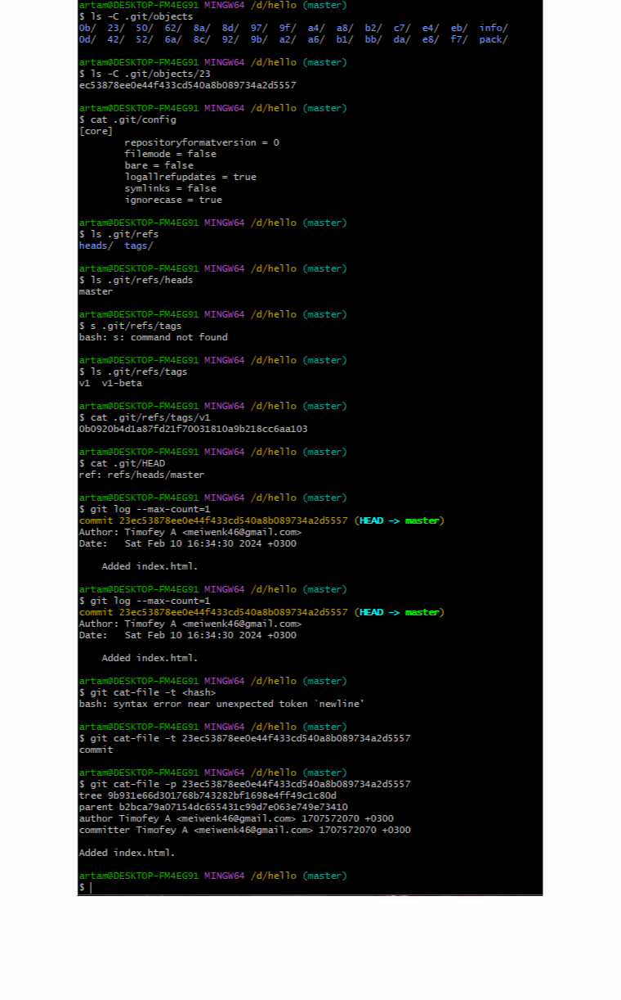 artam@DESKTOP-FM4EG91 MINGW64 /d/hello (master)
$ ls -C .git/objects
0b/  23/  50/  62/  8a/  8d/  97/  9f/  a4/  a8/  b2/  c7/  e4/  eb/  info/
0d/  42/  52/  6a/  8c/  92/  9b/  a2/  a6/  b1/  bb/  da/  e8/  f7/  pack/
artam@DESKTOP-FM4EG91 MINGW64 /d/hello (master)
$ ls -C .git/objects/23
ec53878ee0e44f433cd540a8b089734a2d5557
artam@DESKTOP-FM4EG91 MINGW64 /d/hello (master)
$ cat .git/config
[core]
        repositoryformatversion = 0
        filemode = false
        bare = false
        logallrefupdates = true
        symlinks = false
        ignorecase = true
artam@DESKTOP-FM4EG91 MINGW64 /d/hello (master)
$ ls .git/refs
heads/  tags/
artam@DESKTOP-FM4EG91 MINGW64 /d/hello (master)
$ ls .git/refs/heads
master
artam@DESKTOP-FM4EG91 MINGW64 /d/hello (master)
$ s .git/refs/tags
bash: s: command not found
artam@DESKTOP-FM4EG91 MINGW64 /d/hello (master)
$ ls .git/refs/tags
v1  v1-beta
artam@DESKTOP-FM4EG91 MINGW64 /d/hello (master)
$ cat .git/refs/tags/v1
0b0920b4d1a87fd21f70031810a9b218cc6aa103
artam@DESKTOP-FM4EG91 MINGW64 /d/hello (master)
$ cat .git/HEAD
ref: refs/heads/master
artam@DESKTOP-FM4EG91 MINGW64 /d/hello (master)
$ git log --max-count=1
commit 23ec53878ee0e44f433cd540a8b089734a2d5557 (HEAD -> master)
Author: Timofey A <meiwenk46@gmail.com>
Date:   Sat Feb 10 16:34:30 2024 +0300
    Added index.html.
artam@DESKTOP-FM4EG91 MINGW64 /d/hello (master)
$ git log --max-count=1
commit 23ec53878ee0e44f433cd540a8b089734a2d5557 (HEAD -> master)
Author: Timofey A <meiwenk46@gmail.com>
Date:   Sat Feb 10 16:34:30 2024 +0300
    Added index.html.
artam@DESKTOP-FM4EG91 MINGW64 /d/hello (master)
$ git cat-file -t <hash>
bash: syntax error near unexpected token `newline'
artam@DESKTOP-FM4EG91 MINGW64 /d/hello (master)
$ git cat-file -t 23ec53878ee0e44f433cd540a8b089734a2d5557
commit
artam@DESKTOP-FM4EG91 MINGW64 /d/hello (master)
$ git cat-file -p 23ec53878ee0e44f433cd540a8b089734a2d5557
tree 9b931e66d301768b743282bf1698e4ff49c1c80d
parent b2bca79a07154dc655431c99d7e063e749e73410
author Timofey A <meiwenk46@gmail.com> 1707572070 +0300
committer Timofey A <meiwenk46@gmail.com> 1707572070 +0300
Added index.html.
artam@DESKTOP-FM4EG91 MINGW64 /d/hello (master)
$